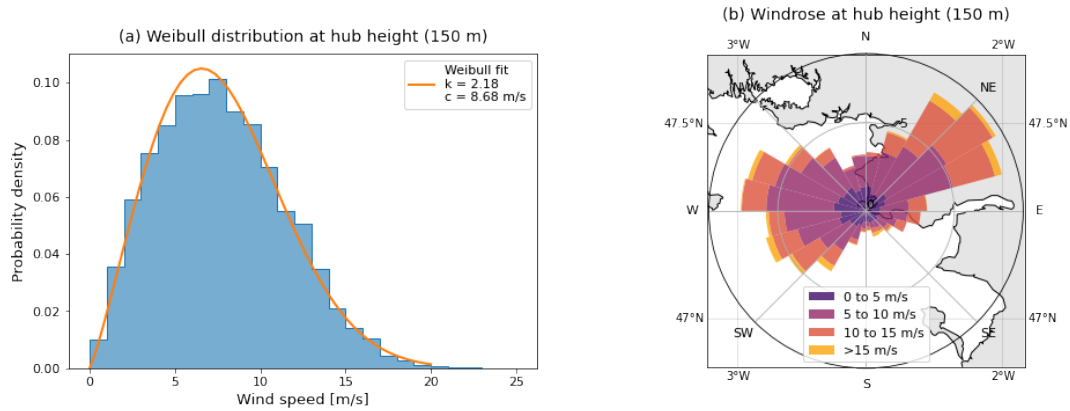 (a) Weibull distribution at hub height (150 m)
Probability density
0.10
0.08
0.06
0.04
0.02
0.00
0
5
10
15
20
25
Wind speed [m/s]
Weibull fit
k = 2.18
c = 8.68 m/s
(b) Windrose at hub height (150 m)
3°W
N
2°W
NE
47.5°N
5
47.5°N
W
0
E
47°N
SW
SE
47°N
3°W
S
2°W
0 to 5 m/s
5 to 10 m/s
10 to 15 m/s
>15 m/s